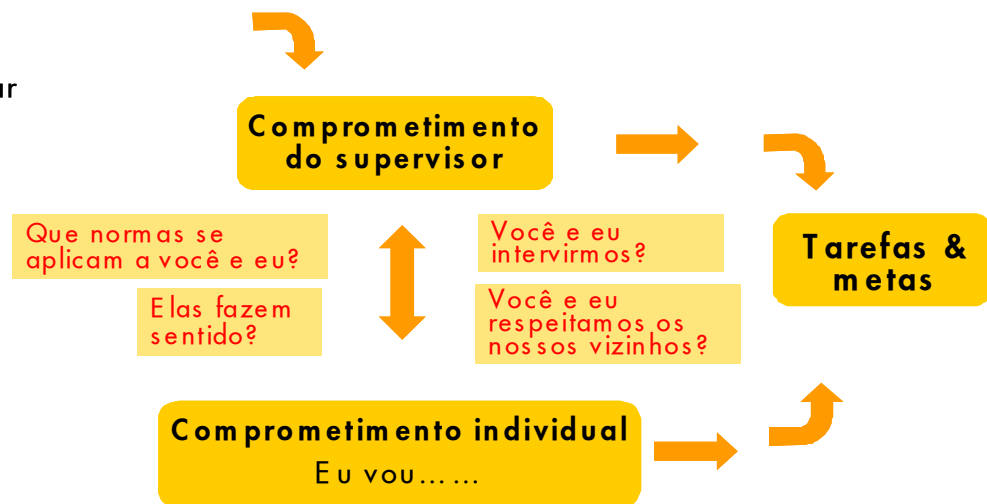 ur
Comprometimento
do supervisor
Que normas se
aplicam a você e eu?
Elas fazem
sentido?
Você e eu
intervirmos?
Você e eu
respeitamos os
nossos vizinhos?
Tarefas &
metas
Comprometimento individual
Eu vou......